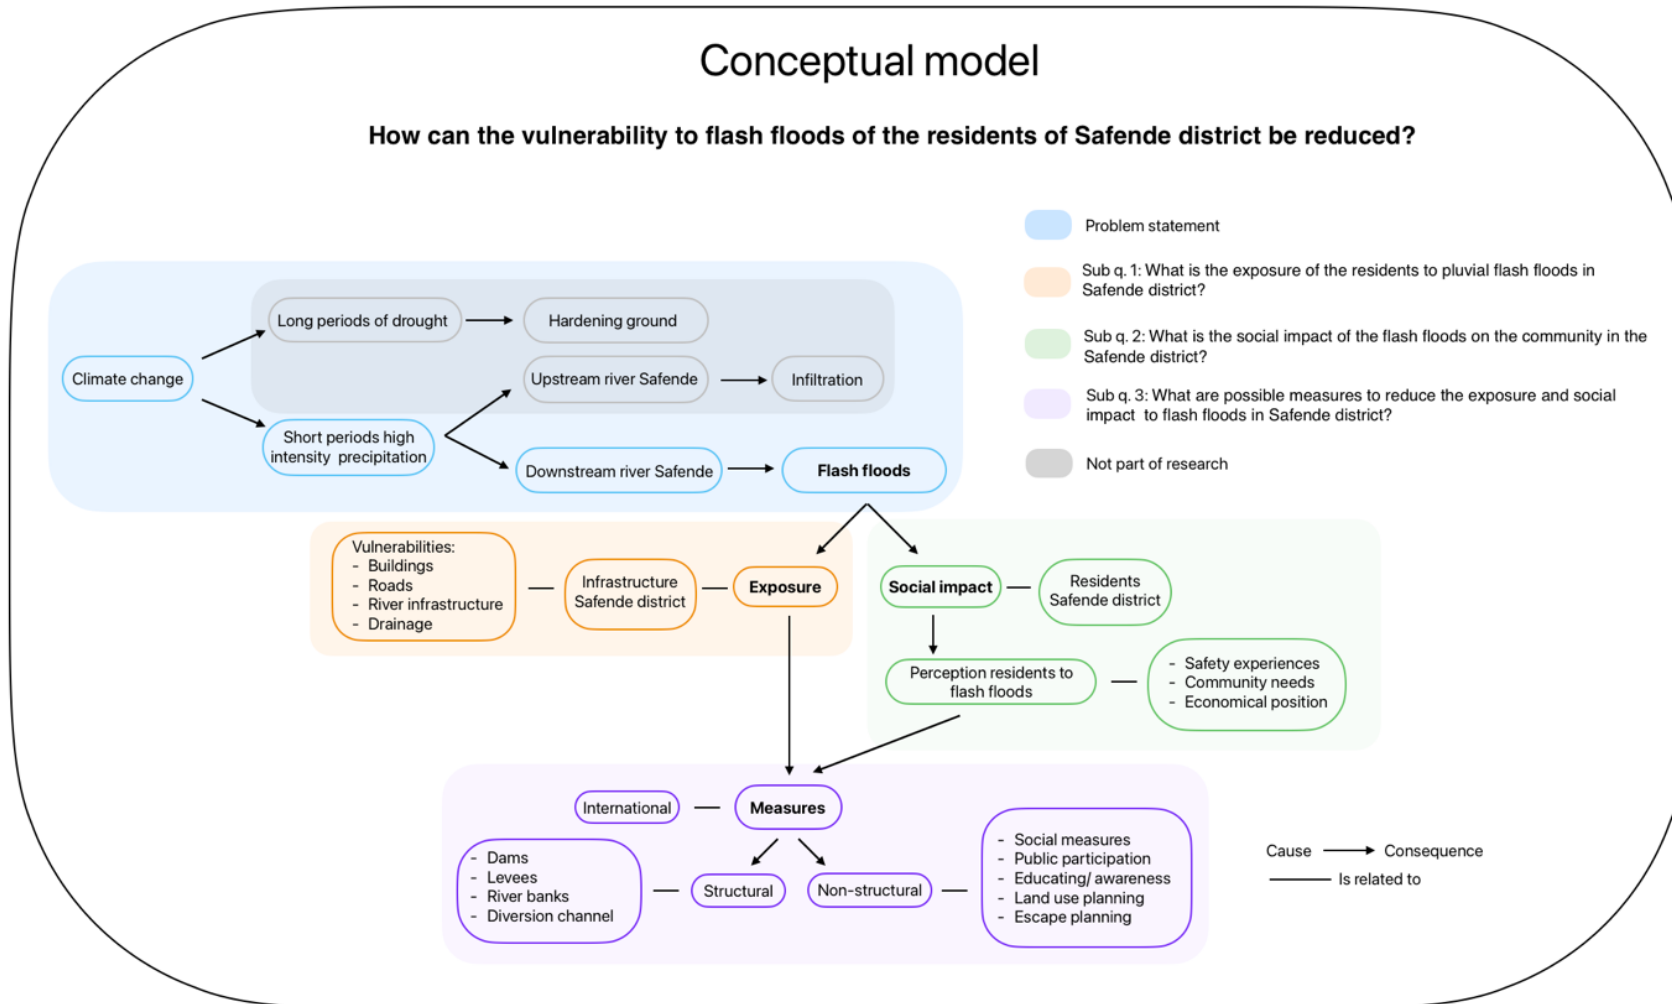 Conceptual model
How can the vulnerability to flash floods of the residents of Safende district be reduced?
Problem statement
Sub q. 1: What is the exposure of the residents to pluvial flash floods in
Safende district?
Sub q. 2: What is the social impact of the flash floods on the community in the
Safende district?
Sub q. 3: What are possible measures to reduce the exposure and social
impact to flash floods in Safende district?
Not part of research
Long periods of drought
Hardening ground
Climate change
Upstream river Safende
Infiltration
Short periods high
intensity precipitation
Downstream river Safende
Flash floods
Vulnerabilities:
- Buildings
- Roads
- River infrastructure
- Drainage
Infrastructure
Safende district
Exposure
Social impact
Residents
Safende district
Perception residents to
flash floods
- Safety experiences
- Community needs
- Economical position
International
Measures
- Dams
- Levees
- River banks
- Diversion channel
Structural
Non-structural
- Social measures
- Public participation
- Educating/ awareness
- Land use planning
- Escape planning
Cause
Consequence
Is related to